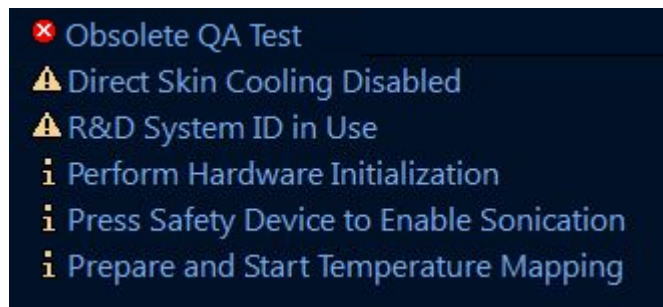 Obsolete QA Test
Direct Skin Cooling Disabled
R&D System ID in Use
Perform Hardware Initialization
Press Safety Device to Enable Sonication
Prepare and Start Temperature Mapping